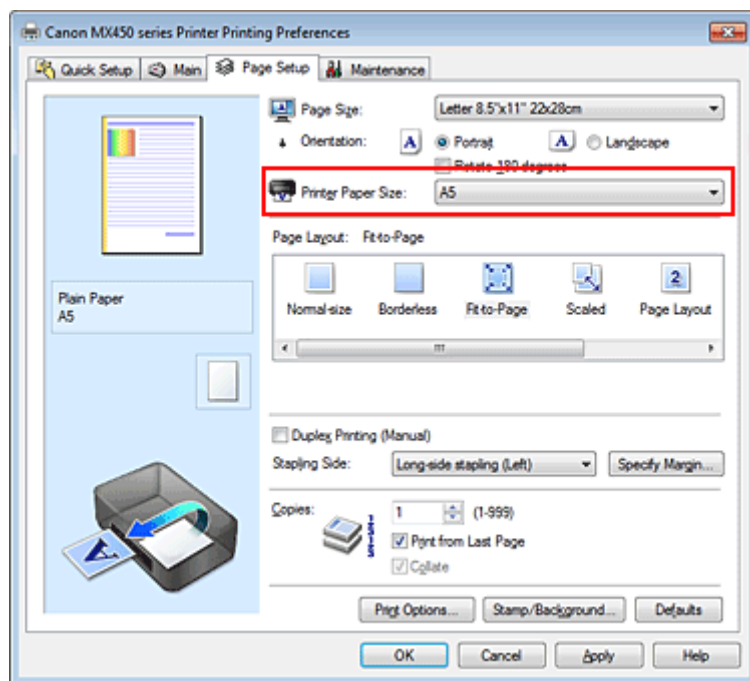 Canon MX450 series Printer Printing Preferences
Quick Setup Main Page Setup Maintenance
Page Size: Letter 8.5"x11" 22x28cm
Orientation: A Portrait A Landscape
Rotate 180 degrees
Printer Paper Size: A5
Page Layout: Fit-to-Page
Normal-size Borderless Fit-to-Page Scaled 2 Page Layout
Plain Paper
A5
Duplex Printing (Manual)
Stapling Side: Long-side stapling (Left) Specify Margin...
Copies: 1 (1-999)
Print from Last Page
Collate
A
Print Options... Stamp/Background... Defaults
OK Cancel Apply Help